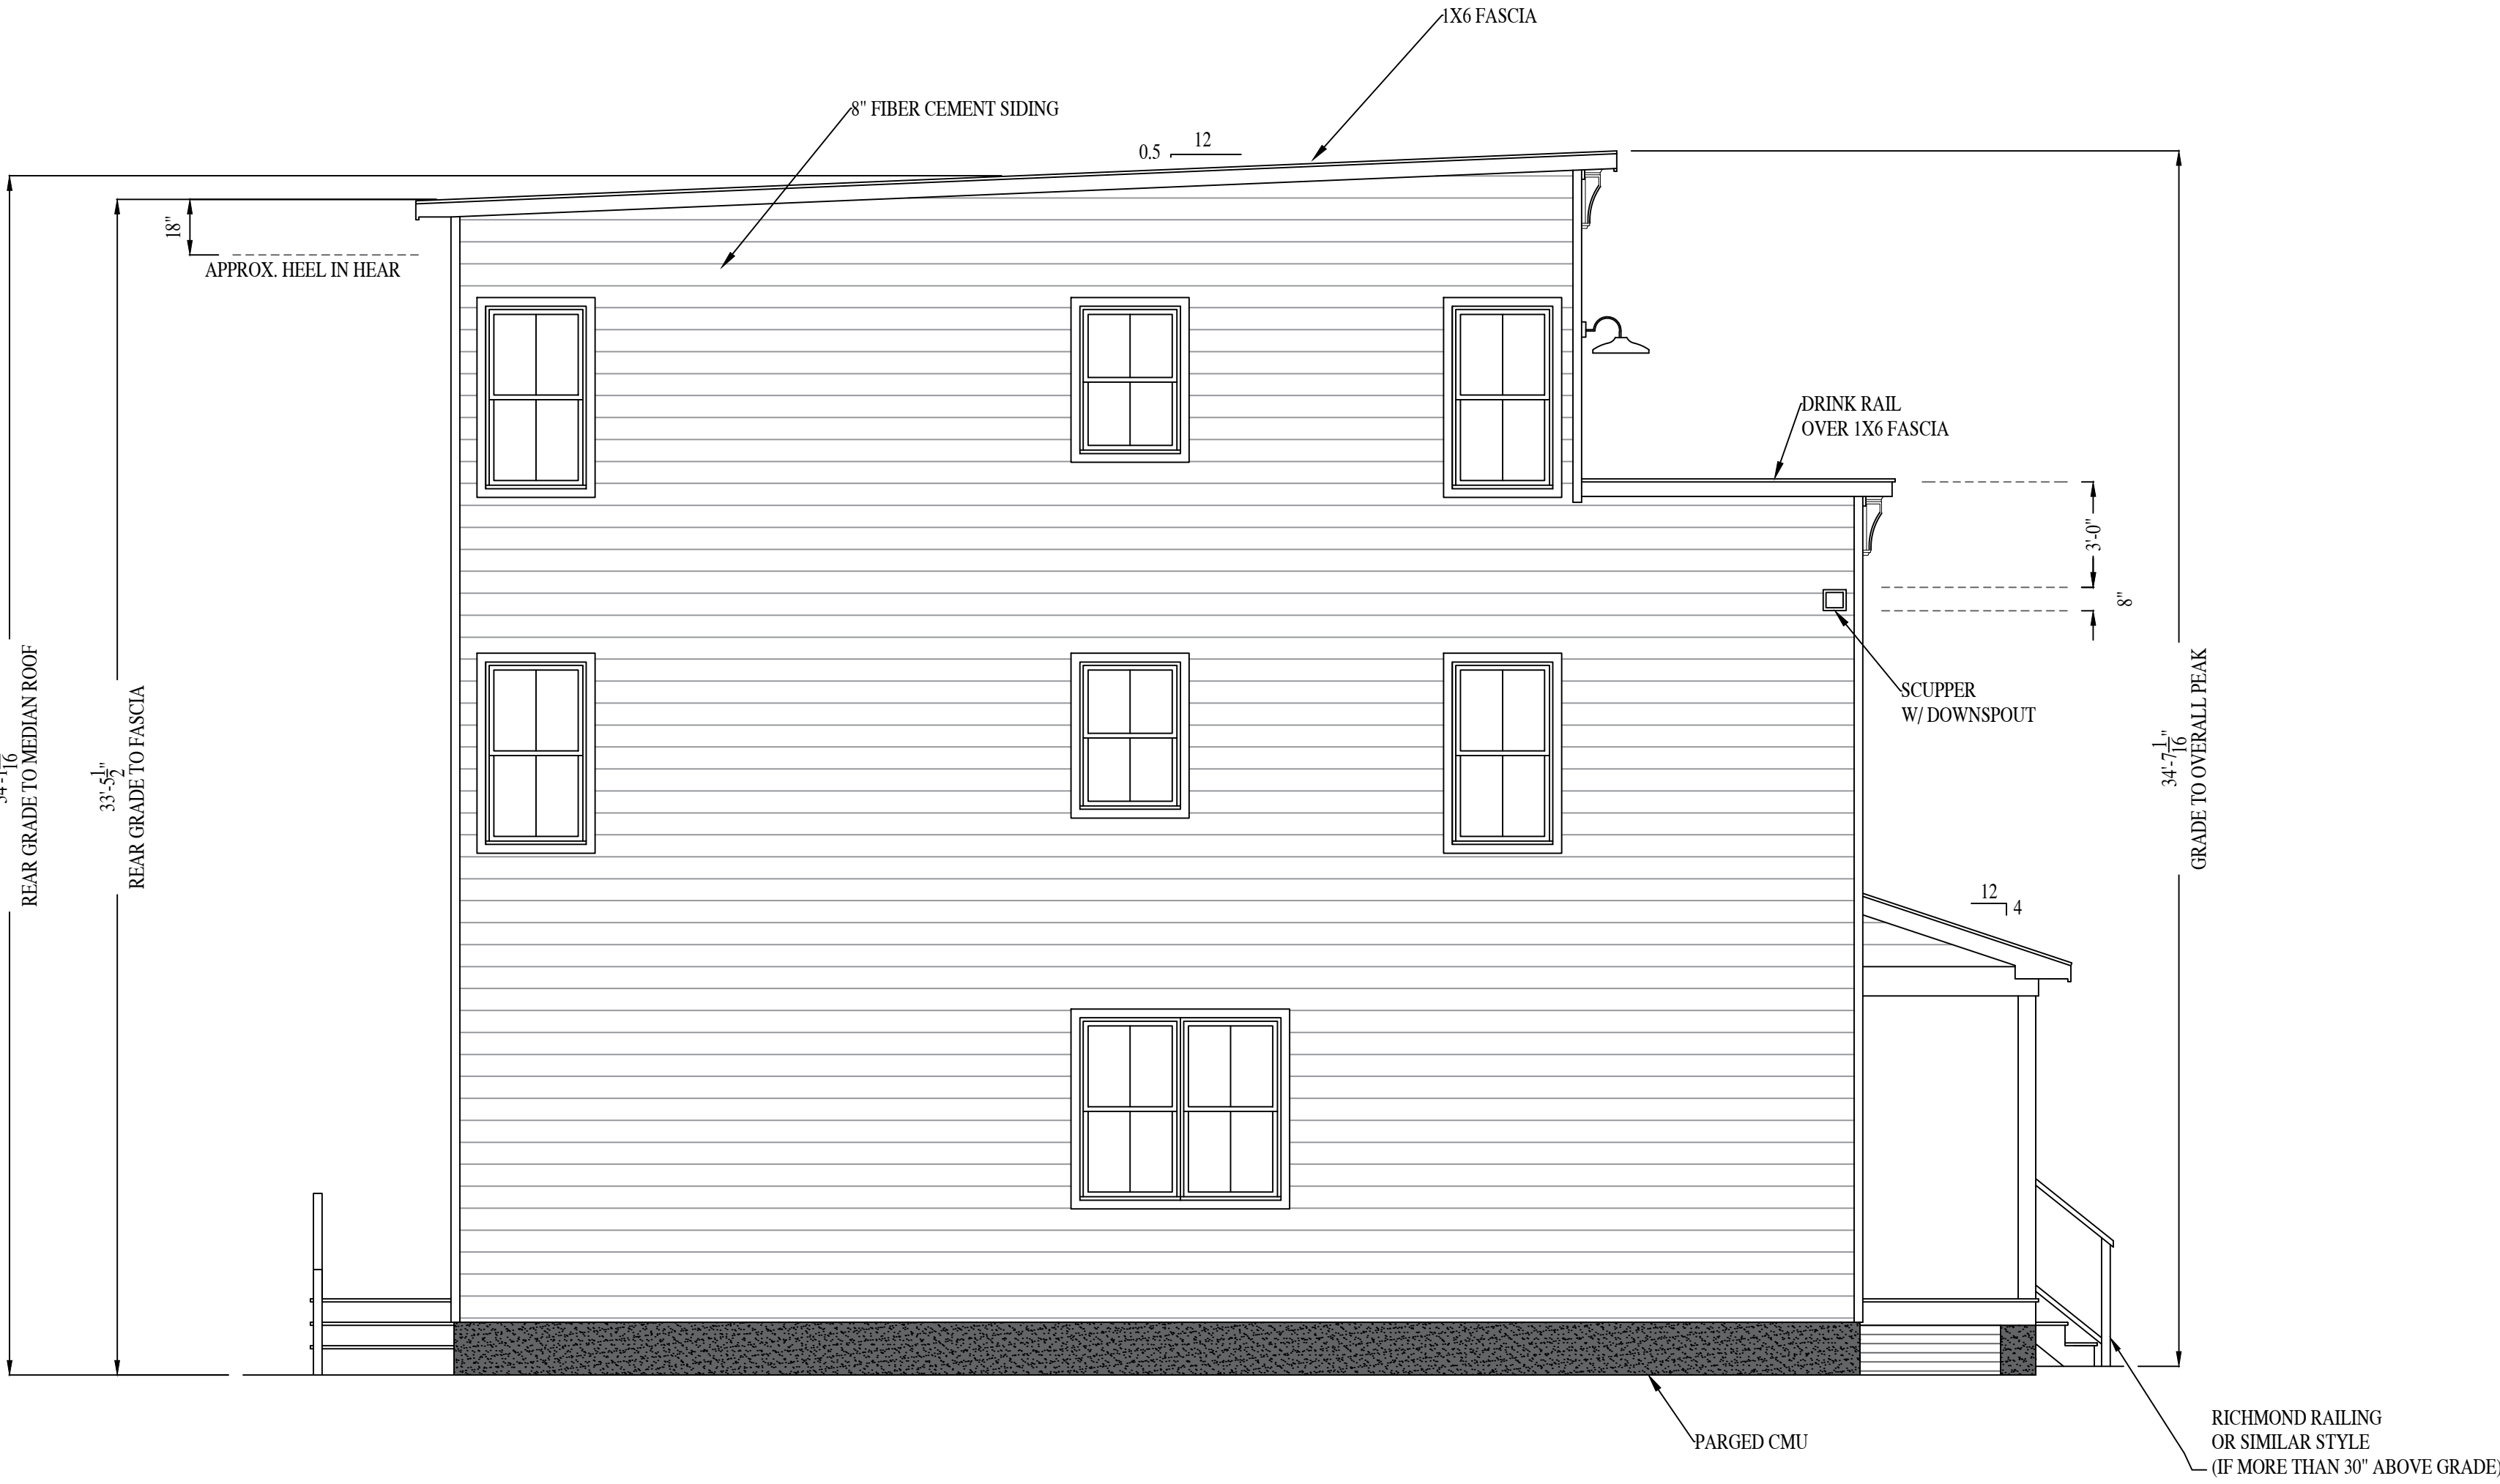 1X6 FASCIA
8" FIBER CEMENT SIDING
0.5
12
18"
APPROX. HEEL IN HEAR
DRINK RAIL
OVER 1X6 FASCIA
3'-0"
8"
SCUPPER
W/ DOWNSPOUT
REAR GRADE TO MEDIAN ROOF
33'-5 1/2"
REAR GRADE TO FASCIA
34'-7 1/16"
GRADE TO OVERALL PEAK
12
4
PARGED CMU
RICHMOND RAILING
OR SIMILAR STYLE
(IF MORE THAN 30" ABOVE GRADE)